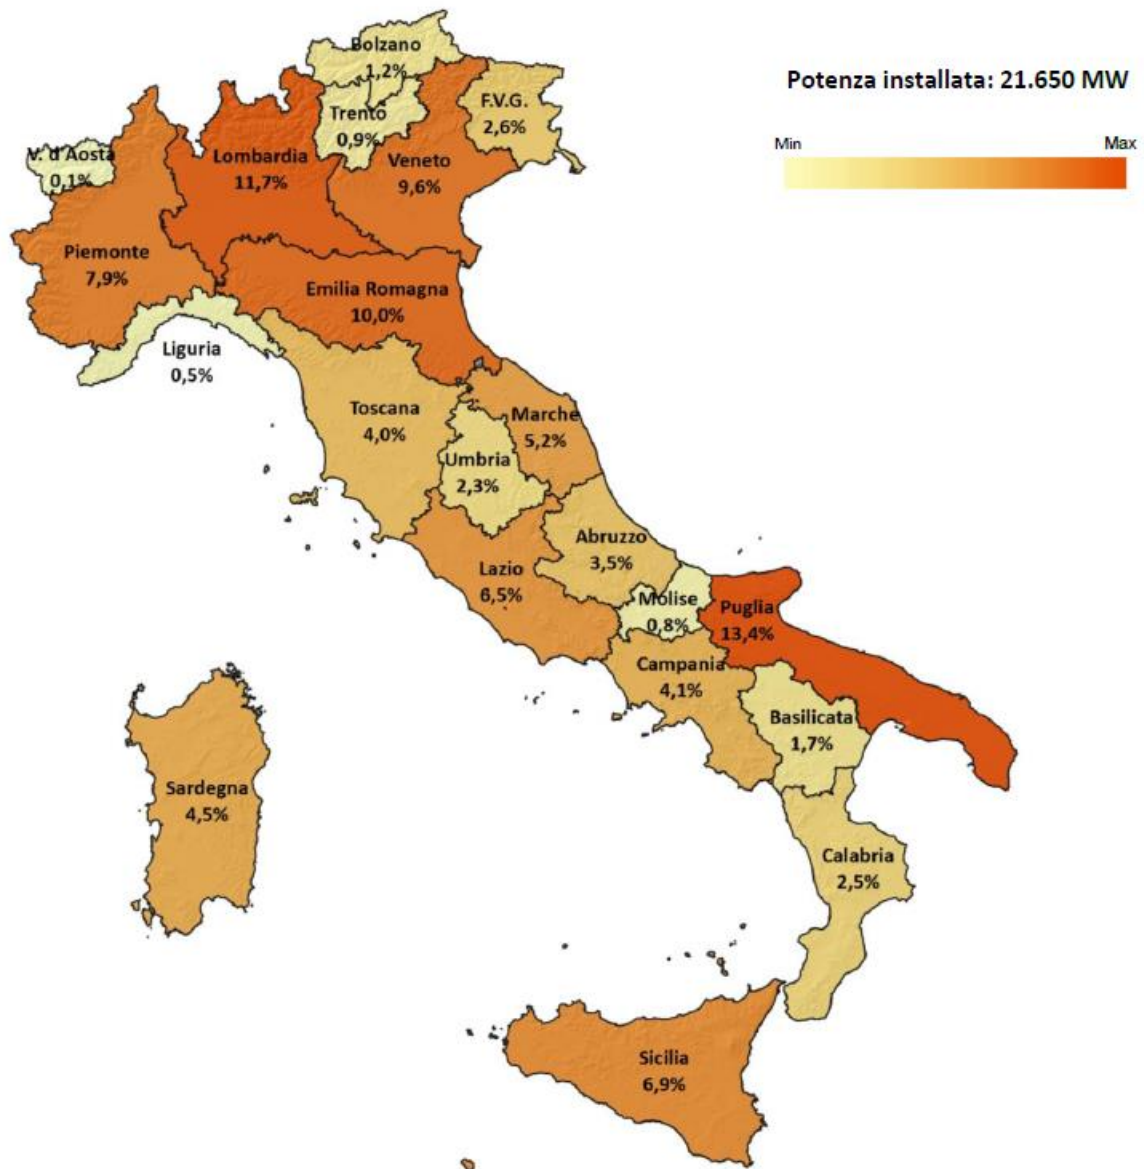 Bolzano
1,2%
Potenza installata: 21.650 MW
F.V.G.
2,6%
Trento
0,9%
Min
Max
V. d'Aosta
0,1%
Lombardia
11,7%
Veneto
9,6%
Piemonte
7,9%
Emilia Romagna
10,0%
Liguria
0,5%
Toscana
4,0%
Marche
5,2%
Umbria
2,3%
Abruzzo
3,5%
Lazio
6,5%
Molise
0,8%
Puglia
13,4%
Campania
4,1%
Basilicata
1,7%
Sardegna
4,5%
Calabria
2,5%
Sicilia
6,9%